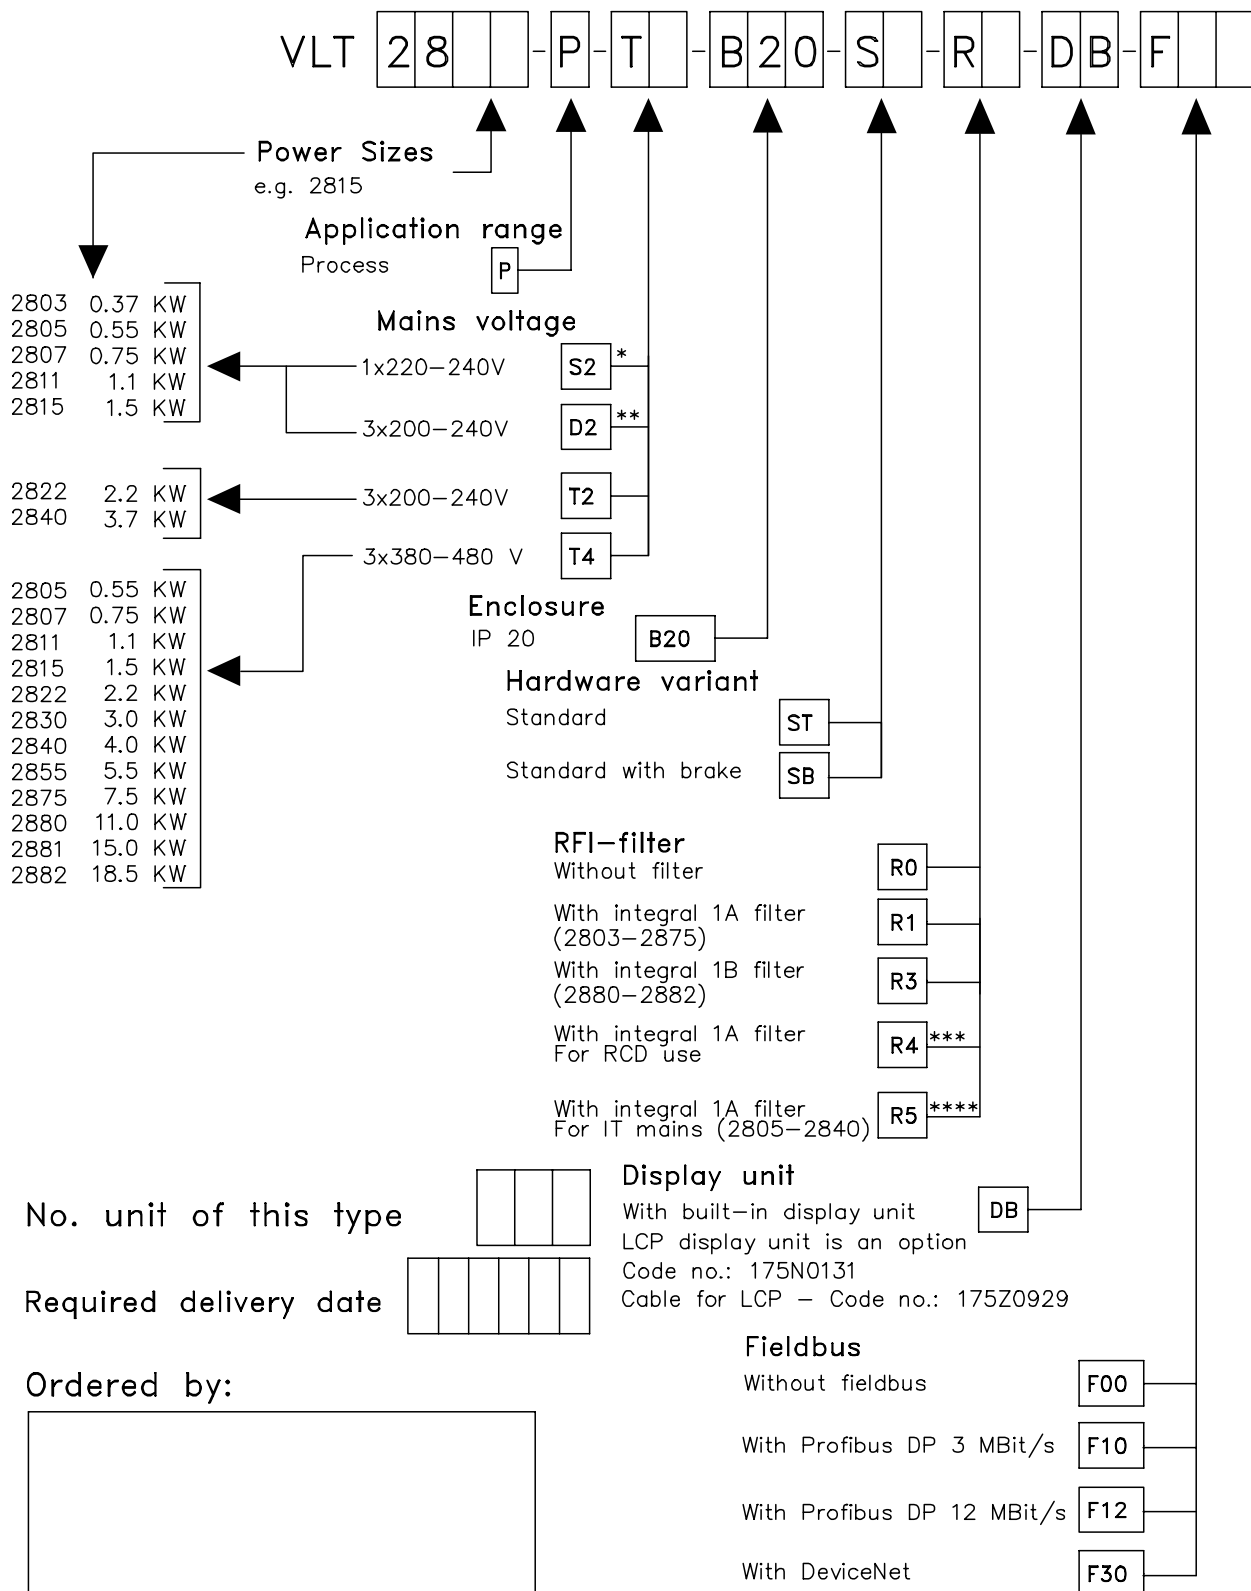 VLT 28 -P-T -B20-S -R -DB-F
Power Sizes
e.g. 2815
Application range
Process P
2803 0.37 KW
2805 0.55 KW
2807 0.75 KW
2811 1.1 KW
2815 1.5 KW
Mains voltage
1x220-240V S2 *
3x200-240V D2 **
2822 2.2 KW
2840 3.7 KW
3x200-240V T2
3x380-480 V T4
2805 0.55 KW
2807 0.75 KW
2811 1.1 KW
2815 1.5 KW
2822 2.2 KW
2830 3.0 KW
2840 4.0 KW
2855 5.5 KW
2875 7.5 KW
2880 11.0 KW
2881 15.0 KW
2882 18.5 KW
Enclosure
IP 20 B20
Hardware variant
Standard ST
Standard with brake SB
RFI-filter
Without filter R0
With integral 1A filter R1
(2803-2875)
With integral 1B filter R3
(2880-2882)
With integral 1A filter R4 ***
For RCD use
With integral 1A filter R5 ****
For IT mains (2805-2840)
Display unit
With built-in display unit DB
LCP display unit is an option
Code no.: 175N0131
Cable for LCP - Code no.: 175Z0929
No. unit of this type
Required delivery date
Ordered by:
Fieldbus
Without fieldbus F00
With Profibus DP 3 MBit/s F10
With Profibus DP 12 MBit/s F12
With DeviceNet F30